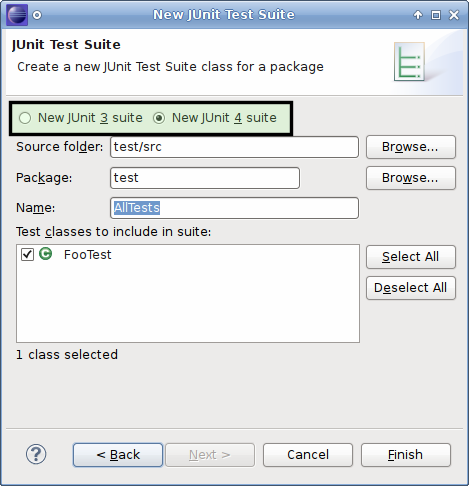 New JUnit Test Suite
JUnit Test Suite
Create a new JUnit Test Suite class for a package
New JUnit 3 suite New JUnit 4 suite
Source folder: test/src Browse...
Package: test Browse...
Name: AllTests
Test classes to include in suite:
C FooTest Select All
Deselect All
1 class selected
? < Back Next > Cancel Finish